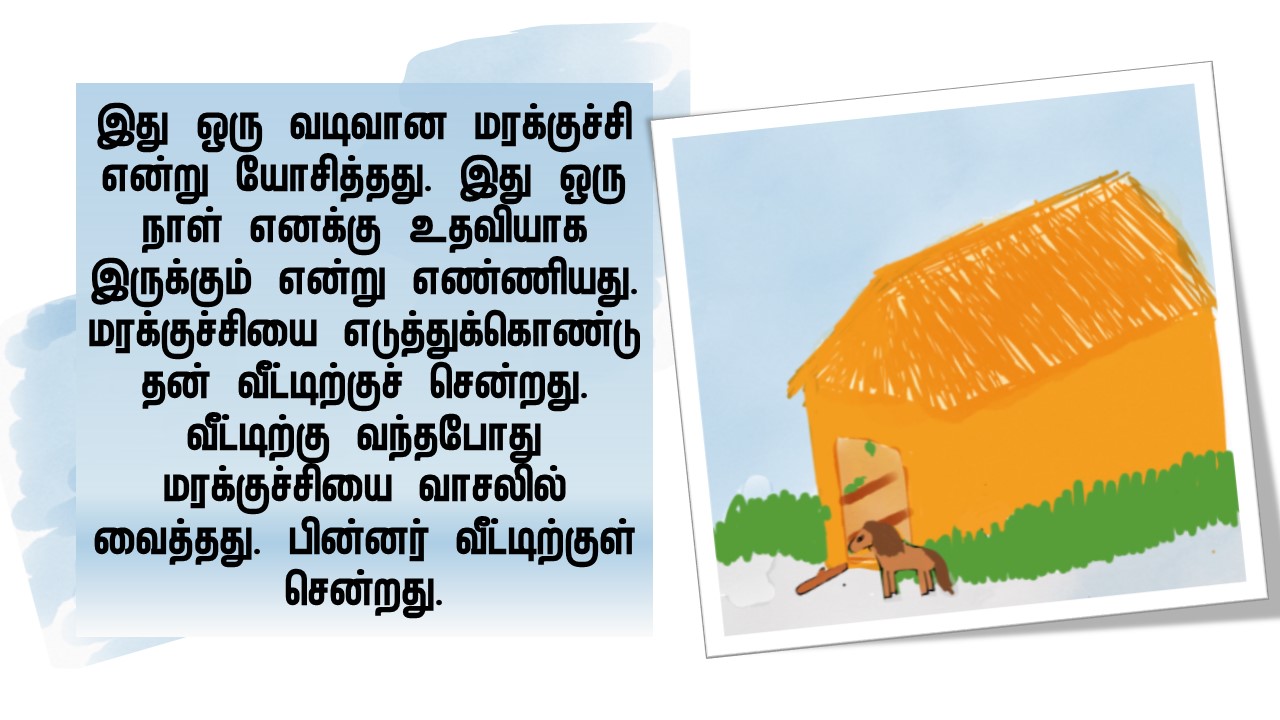 இது ஒரு வடிவான மரக்குச்சி
என்று யோசித்தது. இது ஒரு
நாள் எனக்கு உதவியாக
இருக்கும் என்று எண்ணியது.
மரக்குச்சியை எடுத்துக்கொண்டு
தன் வீட்டிற்குச் சென்றது.
வீட்டிற்கு வந்தபோது
மரக்குச்சியை வாசலில்
வைத்தது. பின்னர் வீட்டிற்குள்
சென்றது.